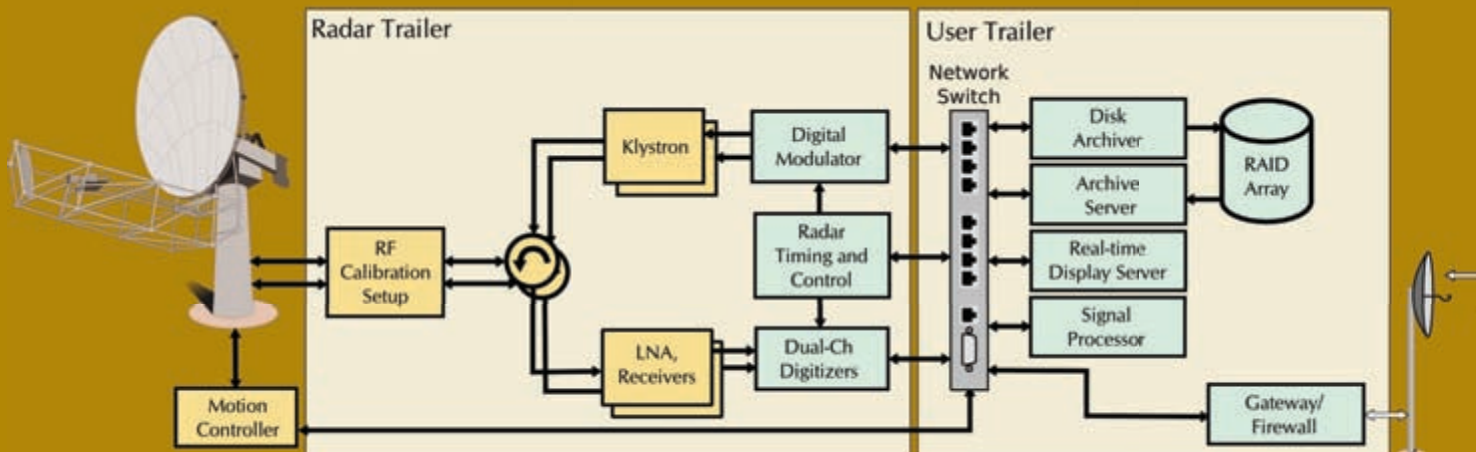 Radar Trailer
User Trailer
Network
Switch
Klystron
Digital
Modulator
Disk
Archiver
RAID
Array
Archive
Server
RF
Calibration
Setup
Radar
Timing and
Control
Real-time
Display Server
Signal
Processor
LNA,
Receivers
Dual-Ch
Digitizers
Motion
Controller
Gateway/
Firewall